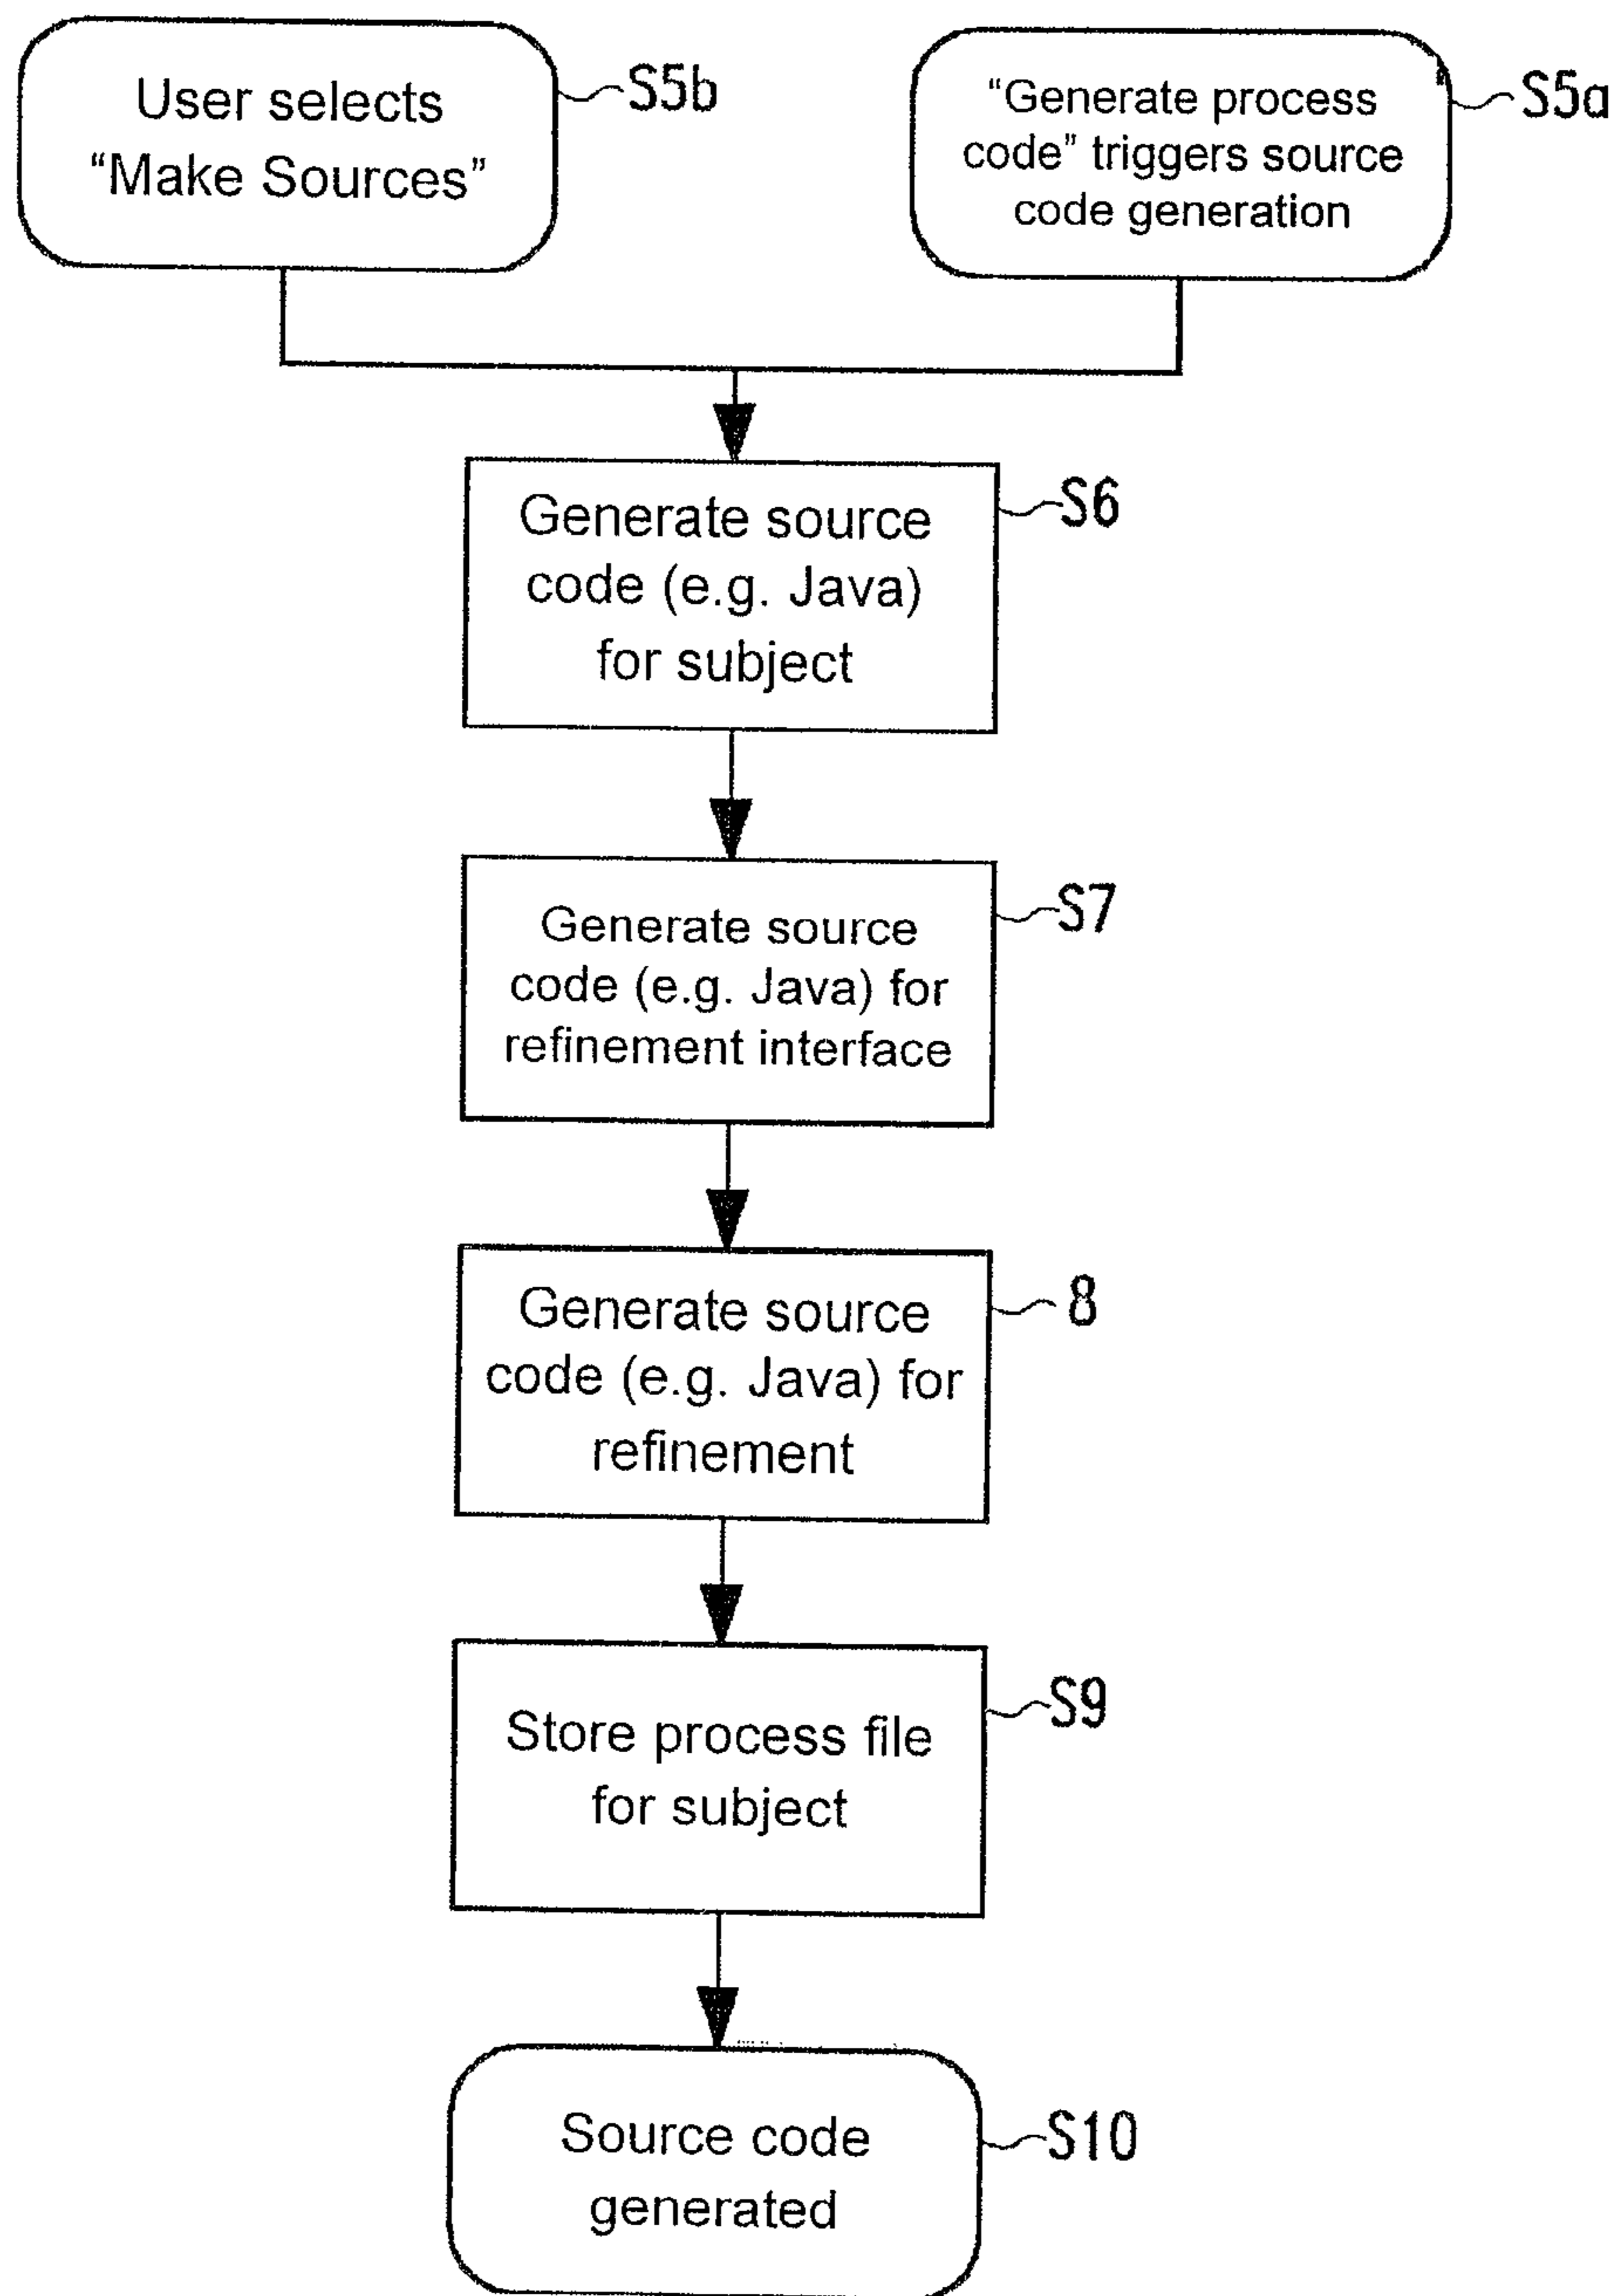 User selects
“Make Sources”
S5b
“Generate process
code” triggers source
code generation
S5a
Generate source
code (e.g. Java)
for subject
S6
Generate source
code (e.g. Java) for
refinement interface
S7
Generate source
code (e.g. Java) for
refinement
8
Store process file
for subject
S9
Source code
generated
S10